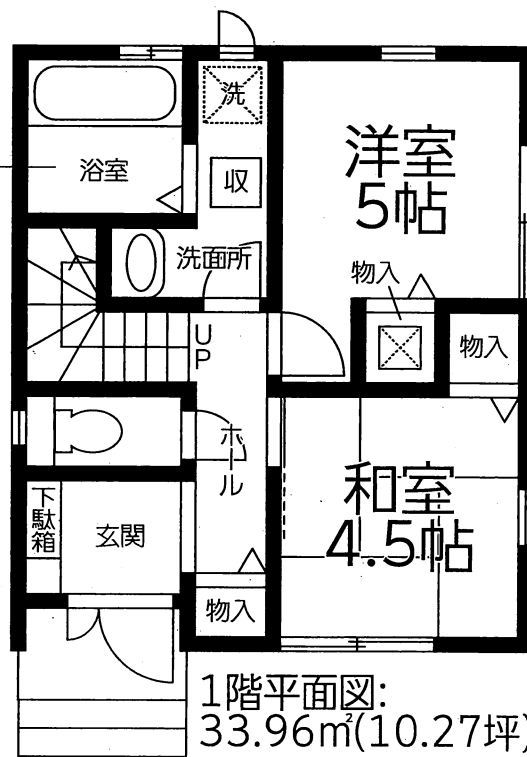 洗
浴室
収
洋室
5帖
洗面所
物入
UP
物入
ホール
下駄箱
玄関
和室
4.5帖
物入
1階平面図:
33.96㎡(10.27坪)